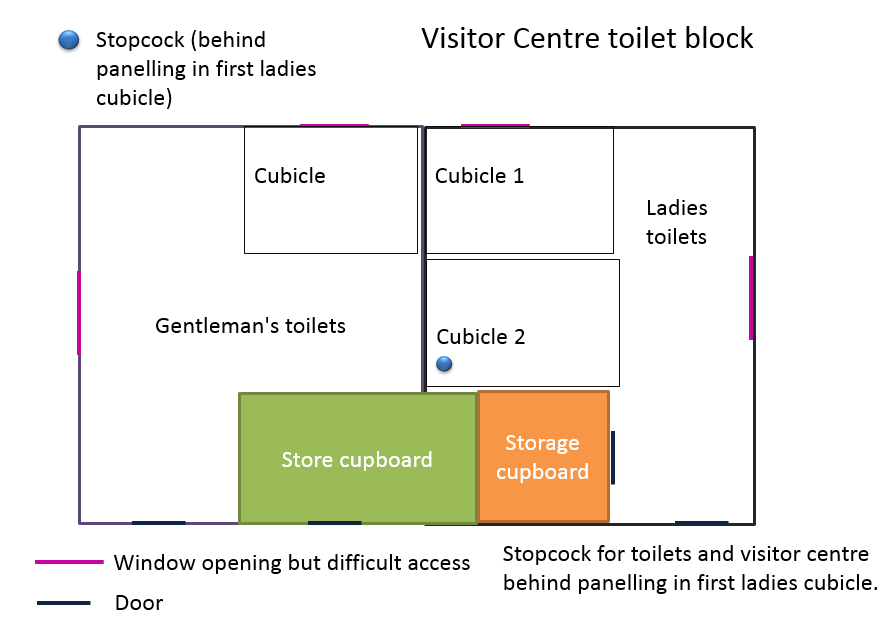 Visitor Centre toilet block
Stopcock (behind
panelling in first ladies
cubicle)
Cubicle
Cubicle 1
Ladies
toilets
Gentleman's toilets
Cubicle 2
Store cupboard
Storage
cupboard
Window opening but difficult access
Door
Stopcock for toilets and visitor centre
behind panelling in first ladies cubicle.